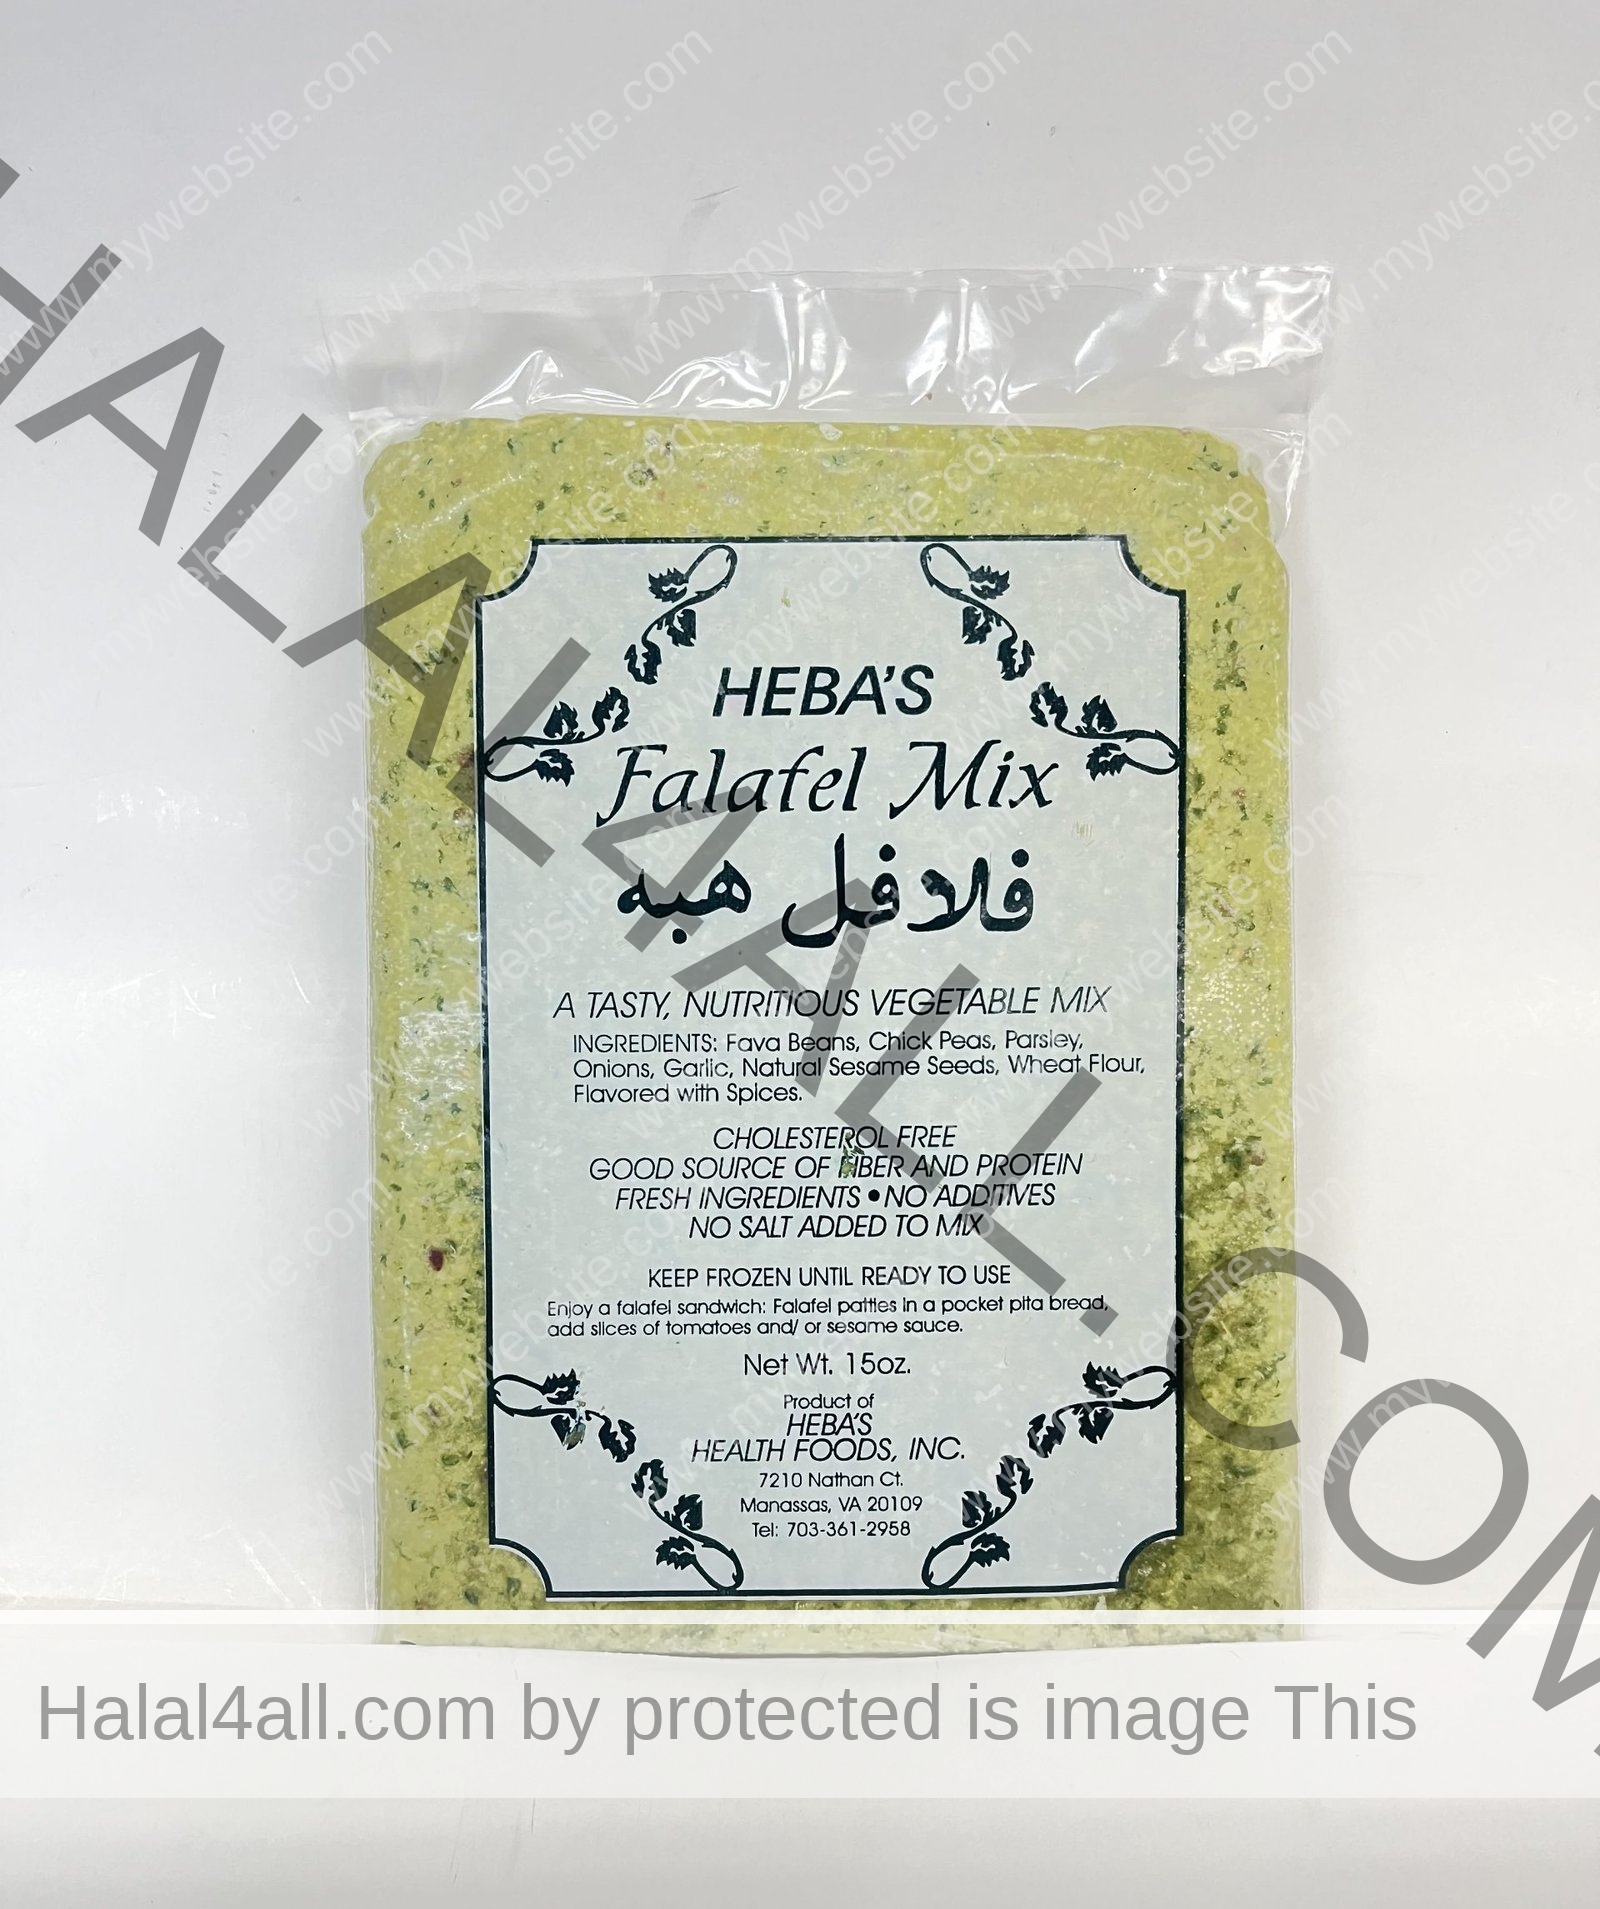 HEBA'S
Falafel Mix
فلافل هبه
A TASTY, NUTRITIOUS VEGETABLE MIX
INGREDIENTS: Fava Beans, Chick Peas, Parsley,
Onions, Garlic, Natural Sesame Seeds, Wheat Flour,
Flavored with Spices.
CHOLESTEROL FREE
GOOD SOURCE OF FIBER AND PROTEIN
FRESH INGREDIENTS • NO ADDITIVES
NO SALT ADDED TO MIX
KEEP FROZEN UNTIL READY TO USE
Enjoy a falafel sandwich: Falafel patties in a pocket pita bread,
add slices of tomatoes and/ or sesame sauce.
Net Wt. 15oz.
Product of
HEBA'S
HEALTH FOODS, INC.
7210 Nathan Ct.
Manassas, VA 20109
Tel: 703-361-2958
HALAL4ALL.COM
Halal4all.com by protected is image This
www.mywebsite.com